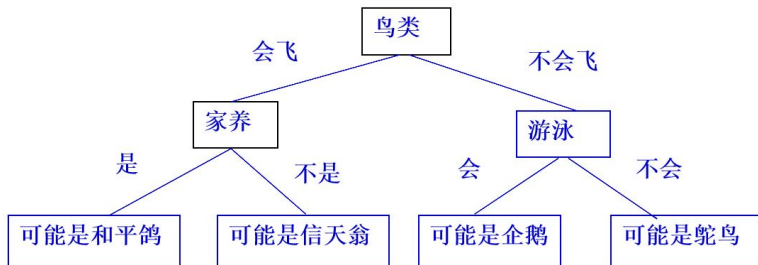 鸟类
会飞
不会飞
家养
游泳
是
不是
会
不会
可能是和平鸽
可能是信天翁
可能是企鹅
可能是鸵鸟